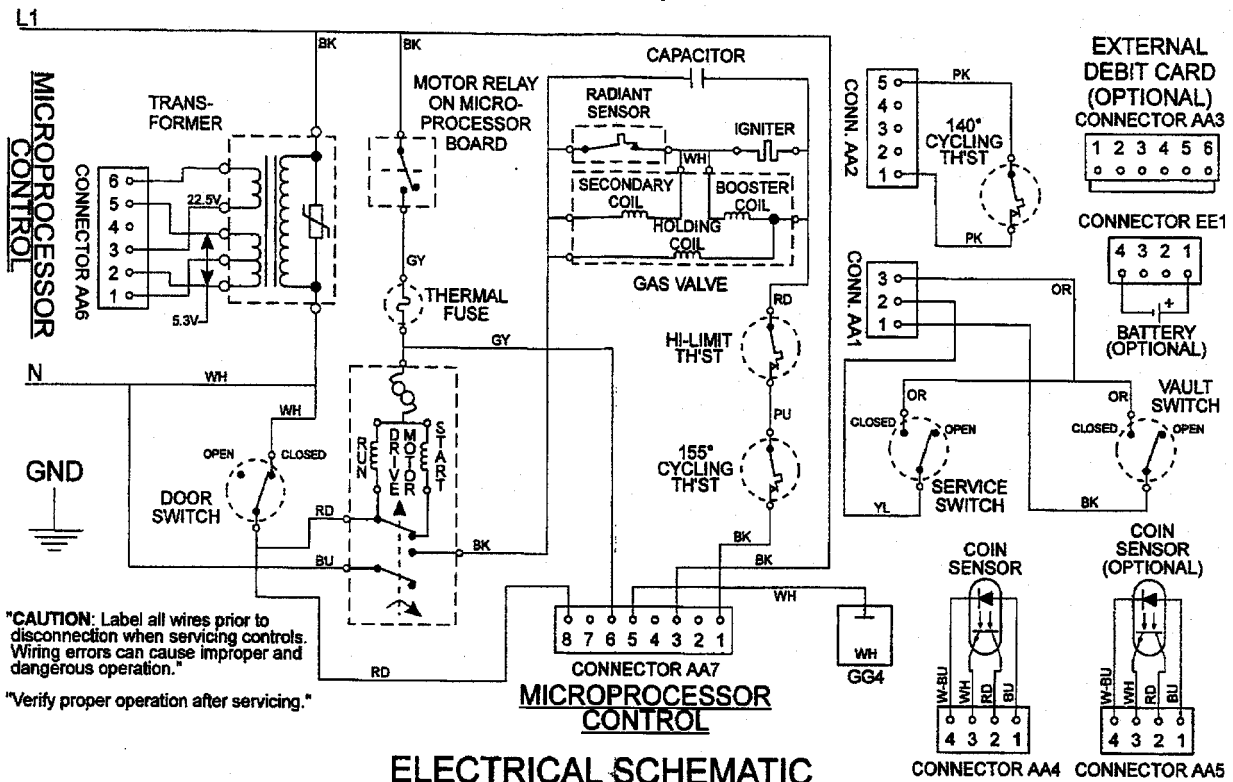 L1
BK
BK
CAPACITOR
MICROPROCESSOR
CONTROL
TRANS-
FORMER
CONNECTOR AA6
6
5
4
3
2
1
22.5V
5.3V
MOTOR RELAY
ON MICRO-
PROCESSOR
BOARD
RADIANT
SENSOR
IGNITER
WH
SECONDARY
COIL
BOOSTER
COIL
HOLDING
COIL
GAS VALVE
GY
THERMAL
FUSE
GY
RD
HI-LIMIT
TH'ST
PU
155°
CYCLING
TH'ST
BK
BK
N
WH
WH
OPEN
CLOSED
DOOR
SWITCH
GND
RUN
DRIVE
MOTOR
START
RD
BU
BK
RD
WH
8 7 6 5 4 3 2 1
CONNECTOR AA7
MICROPROCESSOR
CONTROL
WH
GG4
CONN. AA2
5
4
3
2
1
PK
140°
CYCLING
TH'ST
PK
CONN. AA1
3
2
1
OR
OR
CLOSED
OPEN
SERVICE
SWITCH
YL
OR
VAULT
SWITCH
CLOSED
OPEN
BK
EXTERNAL
DEBIT CARD
(OPTIONAL)
CONNECTOR AA3
1 2 3 4 5 6
CONNECTOR EE1
4 3 2 1
+
BATTERY
(OPTIONAL)
COIN
SENSOR
W-BU
WH
RD
BU
4 3 2 1
CONNECTOR AA4
COIN
SENSOR
(OPTIONAL)
W-BU
WH
RD
BU
4 3 2 1
CONNECTOR AA5
"CAUTION: Label all wires prior to
disconnection when servicing controls.
Wiring errors can cause improper and
dangerous operation."
"Verify proper operation after servicing."
ELECTRICAL SCHEMATIC